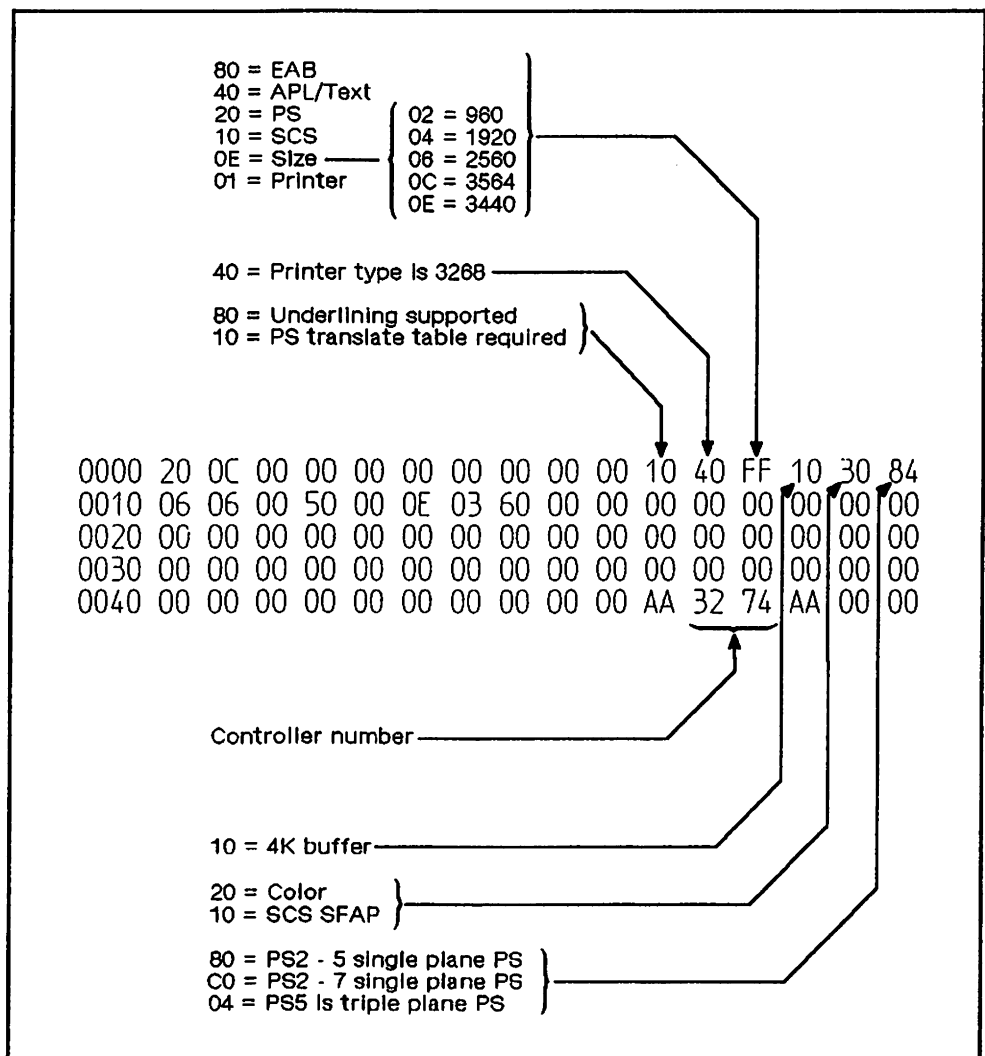 80 = EAB
40 = APL/Text
20 = PS
10 = SCS
0E = Size
01 = Printer
02 = 960
04 = 1920
06 = 2560
0C = 3564
0E = 3440
40 = Printer type is 3268
80 = Underlining supported
10 = PS translate table required
0000 20 0C 00 00 00 00 00 00 00 00 10 40 FF 10 30 84
0010 06 06 00 50 00 0E 03 60 00 00 00 00 00 00 00 00
0020 00 00 00 00 00 00 00 00 00 00 00 00 00 00 00 00
0030 00 00 00 00 00 00 00 00 00 00 00 00 00 00 00 00
0040 00 00 00 00 00 00 00 00 00 00 AA 32 74 AA 00 00
Controller number
10 = 4K buffer
20 = Color
10 = SCS SFAP
80 = PS2 - 5 single plane PS
C0 = PS2 - 7 single plane PS
04 = PS5 is triple plane PS